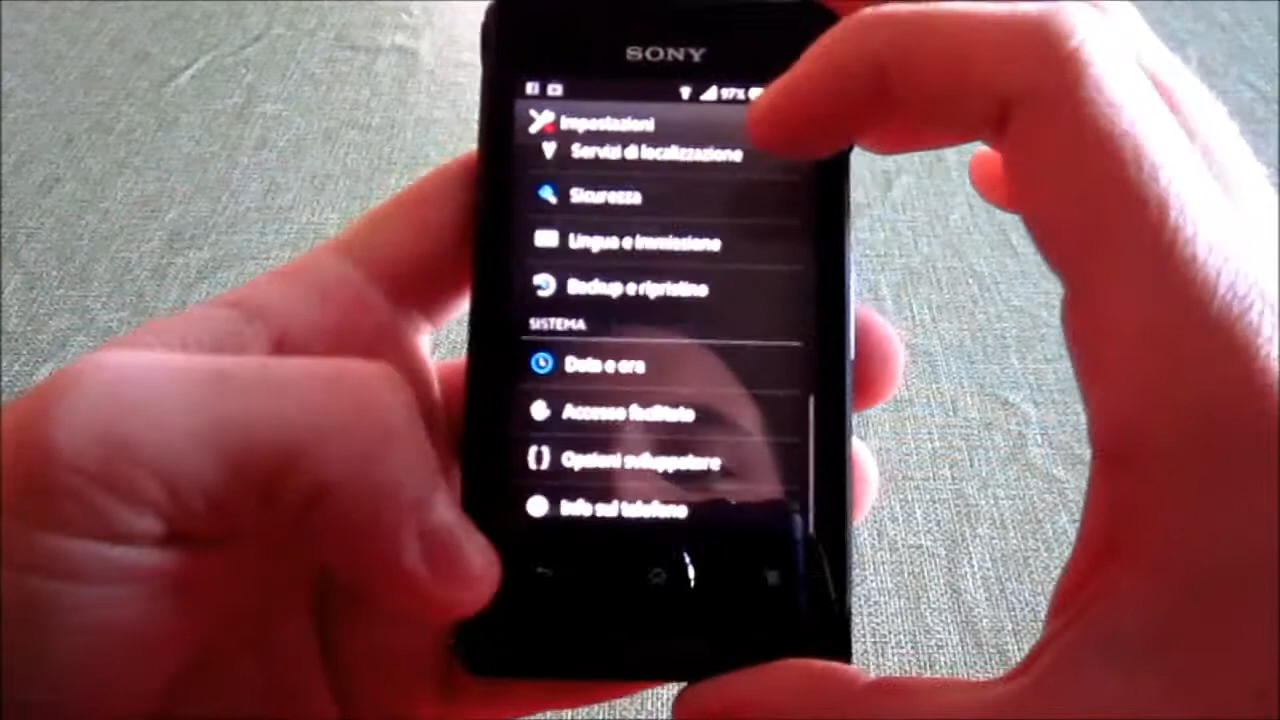 SONY
97%
Impostazioni
Servizi di localizzazione
Sicurezza
Lingua e immissione
Backup e ripristino
SISTEMA
Data e ora
Accesso facilitato
Opzioni sviluppatore
Info sul telefono